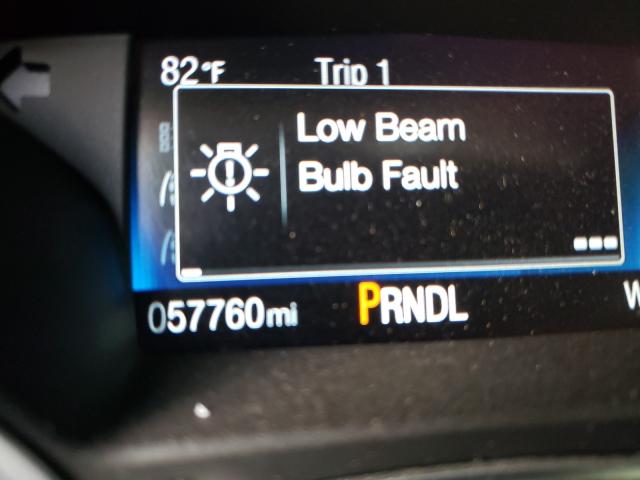 82°F Trip 1
Low Beam
Bulb Fault
057760mi PRNDL W